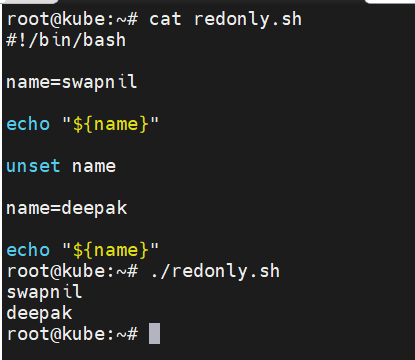 root@kube:~# cat redonly.sh
#!/bin/bash
name=swapnil
echo "${name}"
unset name
name=deepak
echo "${name}"
root@kube:~# ./redonly.sh
swapnil
deepak
root@kube:~#